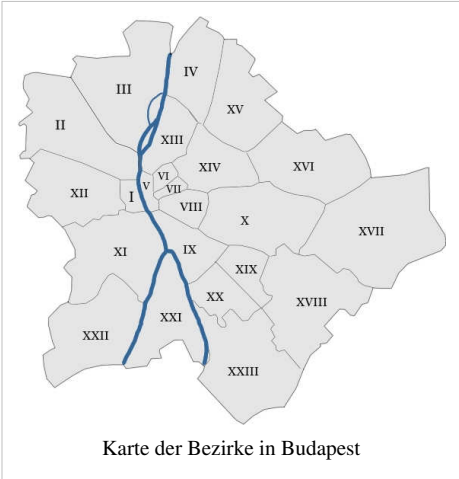 IV
III
XV
II
XIII
XIV
XVI
VI
V
VII
XII
I
VIII
X
XVII
IX
XI
XIX
XX
XVIII
XXI
XXII
XXIII
Karte der Bezirke in Budapest